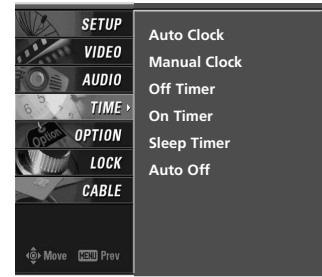 SETUP
VIDEO
AUDIO
TIME
OPTION
LOCK
CABLE
Move MENU Prev
Auto Clock
Manual Clock
Off Timer
On Timer
Sleep Timer
Auto Off